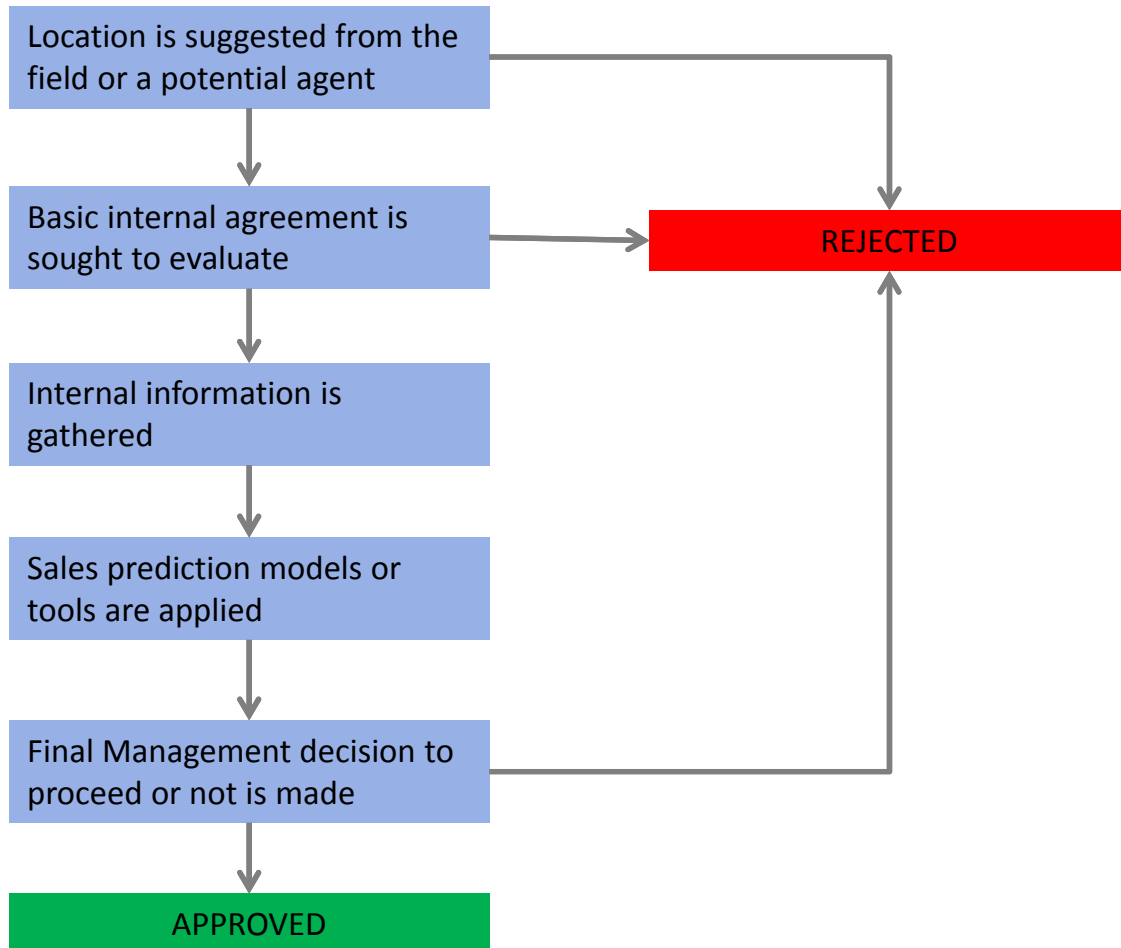 Location is suggested from the
field or a potential agent
Basic internal agreement is
sought to evaluate
REJECTED
Internal information is
gathered
Sales prediction models or
tools are applied
Final Management decision to
proceed or not is made
APPROVED